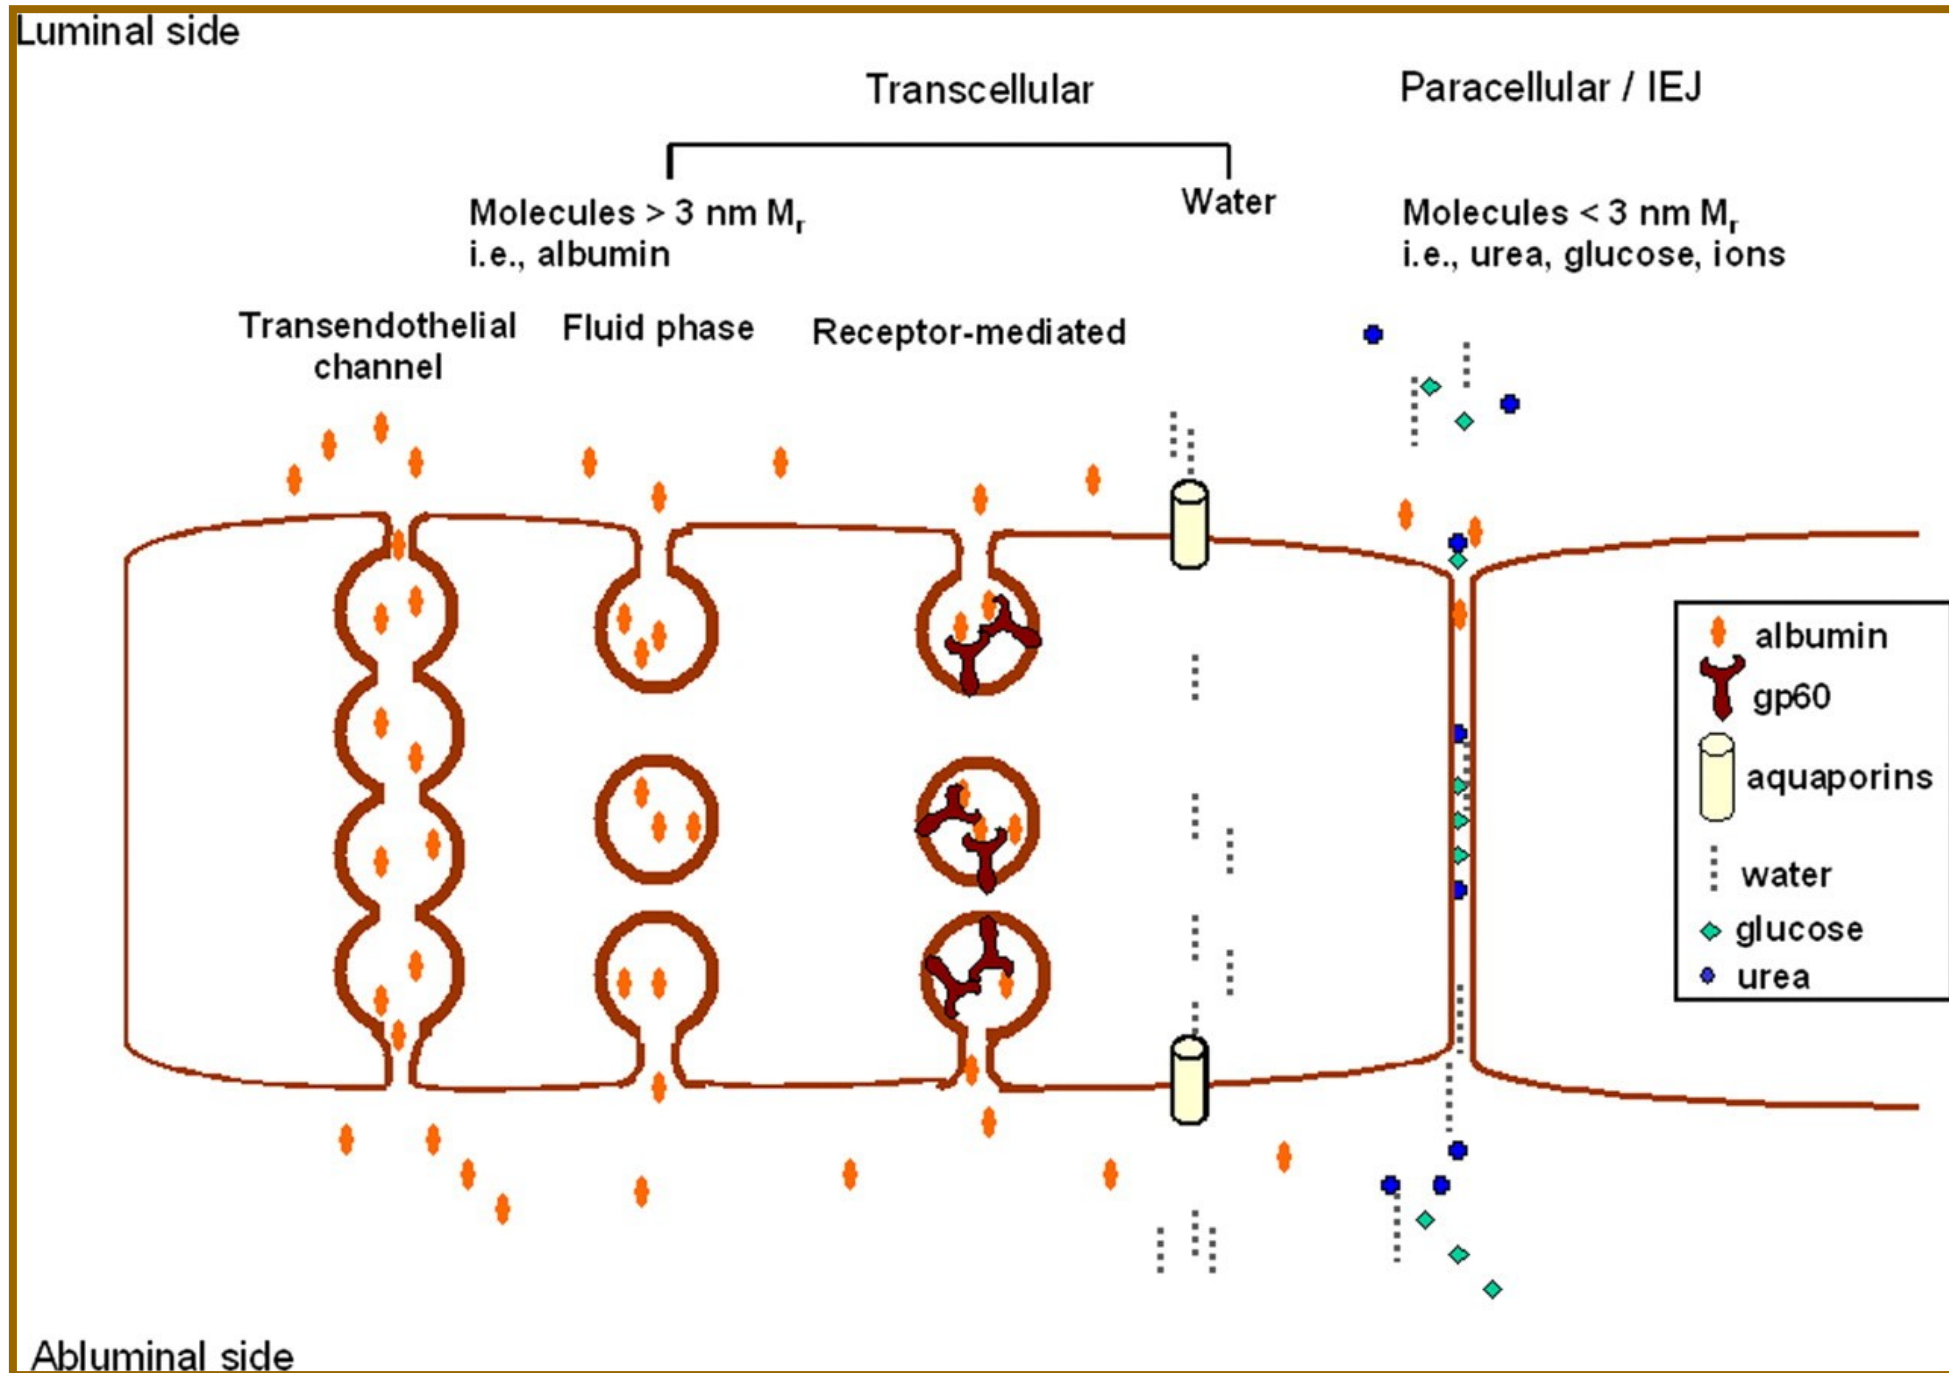 Luminal side
Transcellular
Paracellular / IEJ
Molecules > 3 nm Mr
i.e., albumin
Water
Molecules < 3 nm Mr
i.e., urea, glucose, ions
Transendothelial
channel
Fluid phase
Receptor-mediated
albumin
gp60
aquaporins
water
glucose
urea
Abluminal side